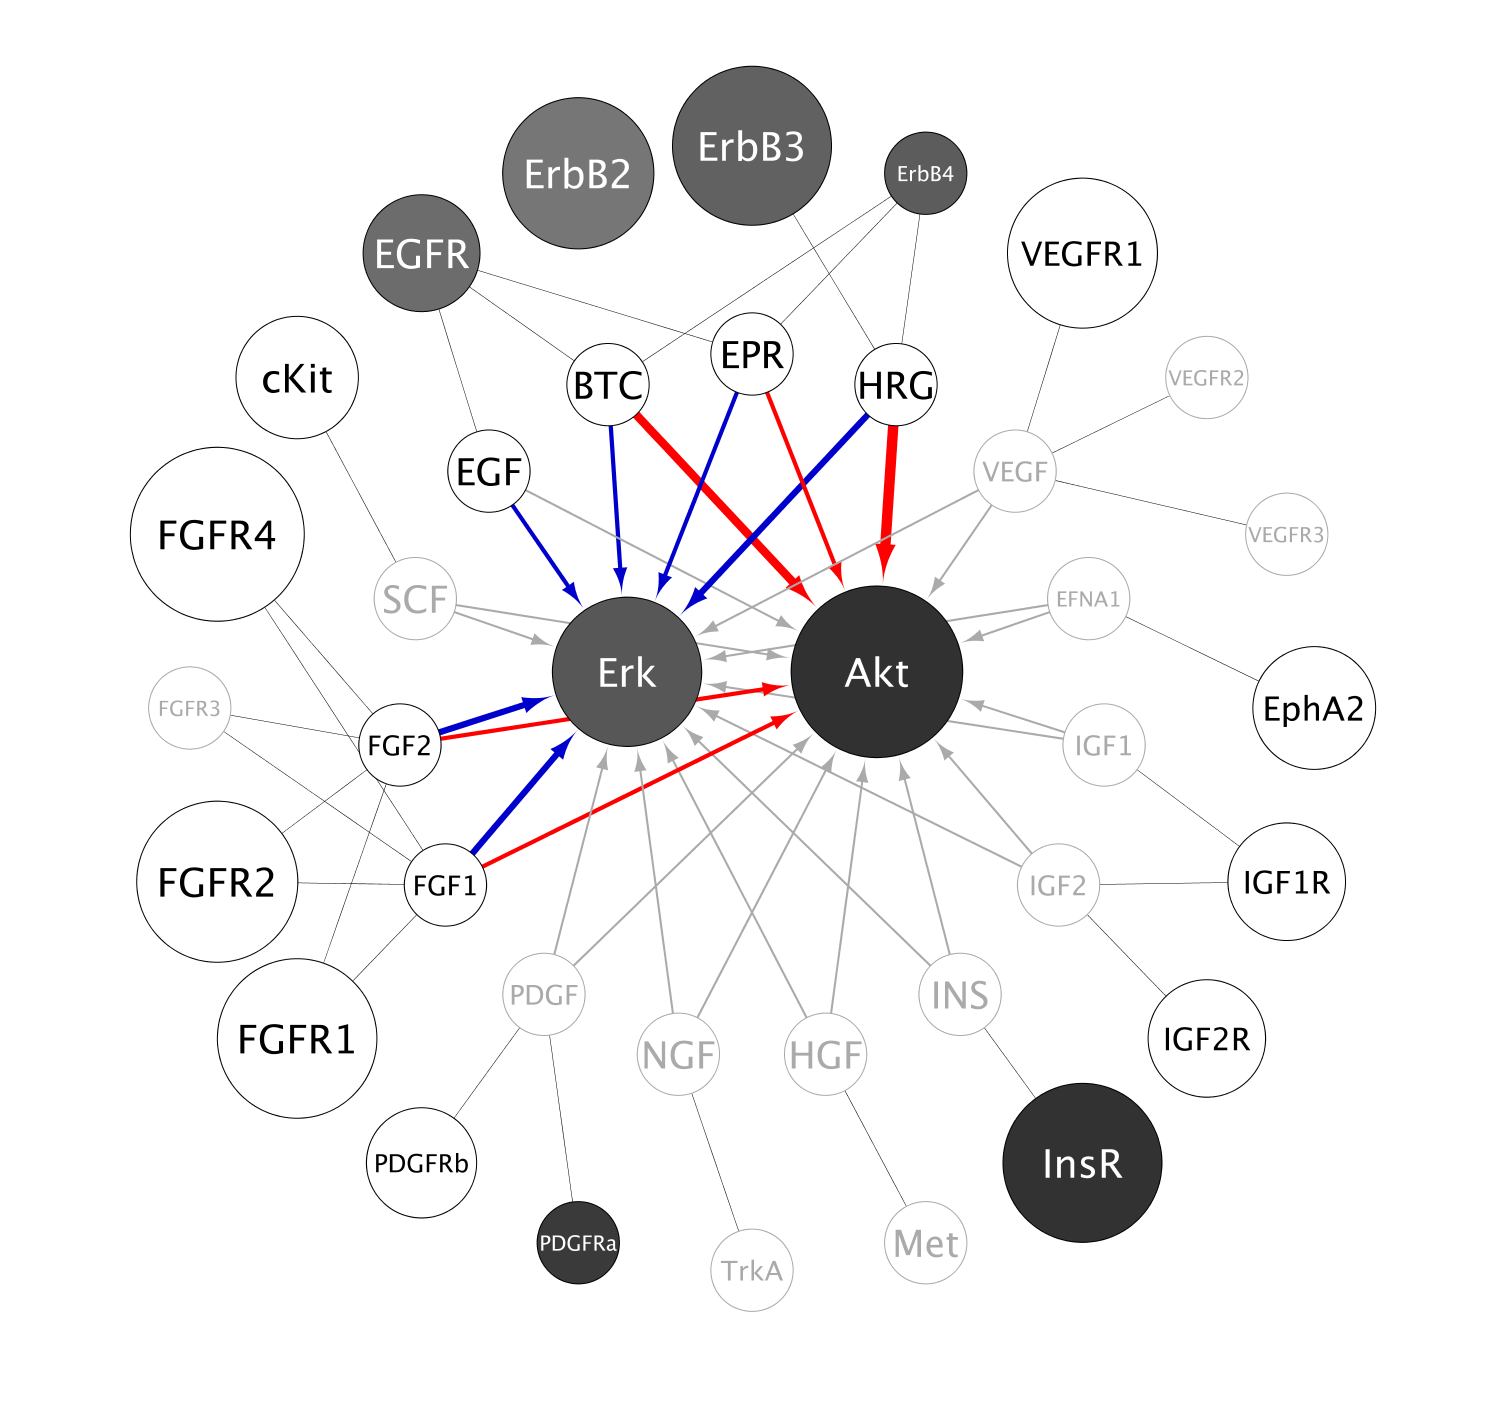 ErbB3
ErbB2
ErbB4
EGFR
VEGFR1
EPR
cKit
BTC
HRG
VEGFR2
EGF
VEGF
FGFR4
VEGFR3
SCF
EFNA1
Erk
Akt
FGFR3
EphA2
FGF2
IGF1
FGFR2
FGF1
IGF2
IGF1R
PDGF
INS
FGFR1
NGF
HGF
IGF2R
PDGFRb
InsR
PDGFRa
Met
TrkA